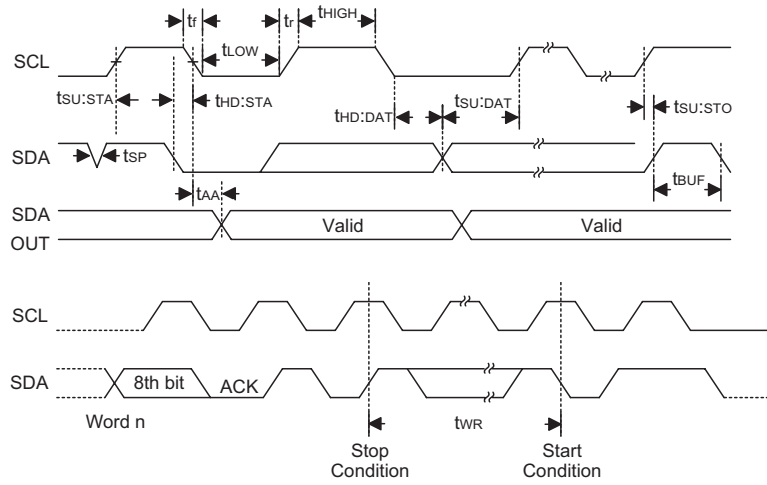 tf tr tHIGH
SCL tLOW
tSU:STA tHD:STA tHD:DAT tSU:DAT tSU:STO
SDA tSP tBUF
tAA
SDA Valid Valid
OUT
SCL
SDA 8th bit ACK
Word n tWR
Stop Start
Condition Condition